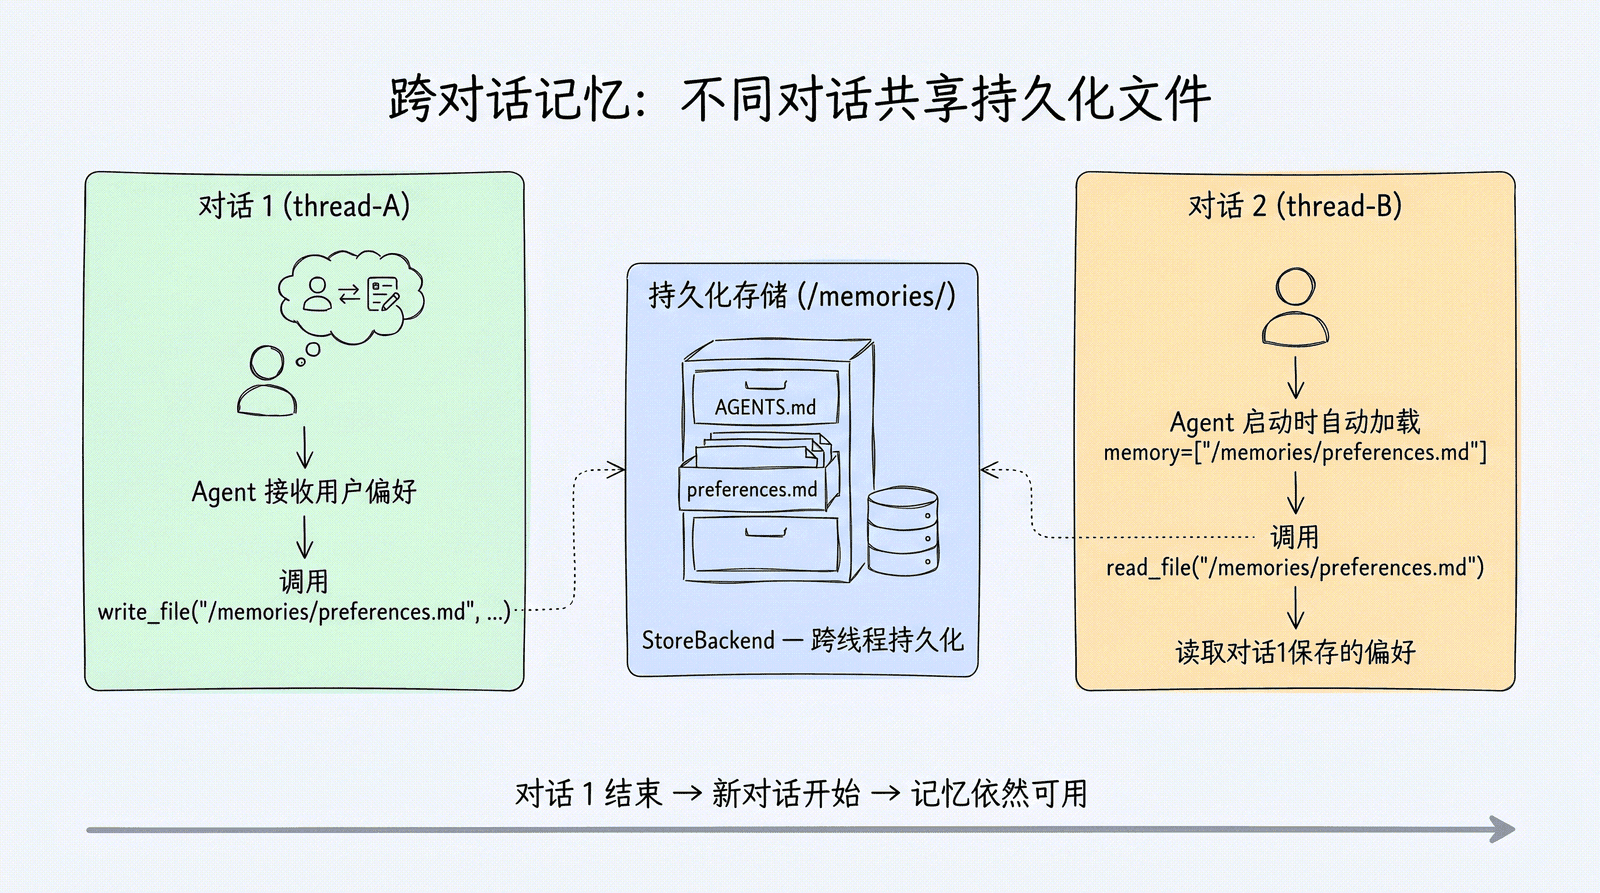 跨对话记忆：不同对话共享持久化文件
对话 1 (thread-A)
Agent 接收用户偏好
调用
write_file("/memories/preferences.md", ...)
持久化存储 (/memories/)
AGENTS.md
preferences.md
StoreBackend — 跨线程持久化
对话 2 (thread-B)
Agent 启动时自动加载
memory=["/memories/preferences.md"]
调用
read_file("/memories/preferences.md")
读取对话1保存的偏好
对话 1 结束 → 新对话开始 → 记忆依然可用